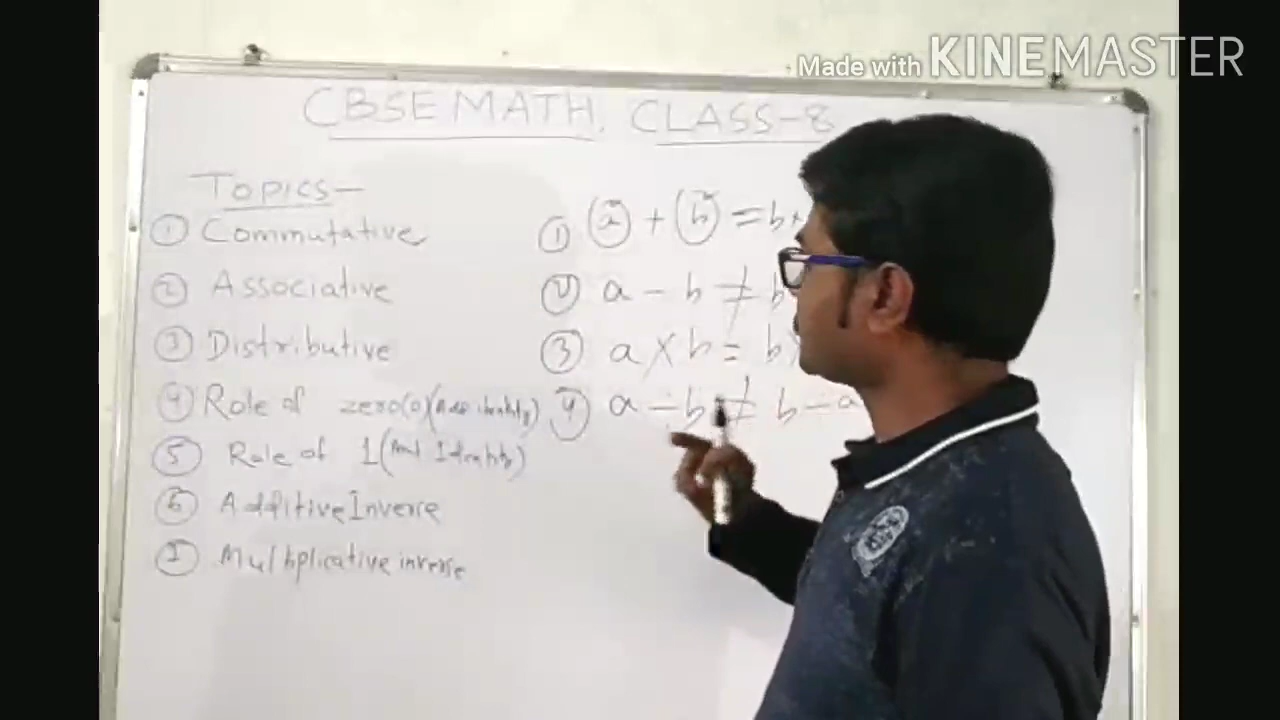 Made with KINEMASTER
CBSE MATH, CLASS-8
TOPICS—
① Commutative
② Associative
③ Distributive
④ Role of zero(0)(Add identity)
⑤ Role of 1(Mul Identity)
⑥ Additive Inverse
⑦ Multiplicative inverse
① a + b = b
② a - b ≠ b
③ a × b = b
④ a ÷ b ≠ b ÷ a